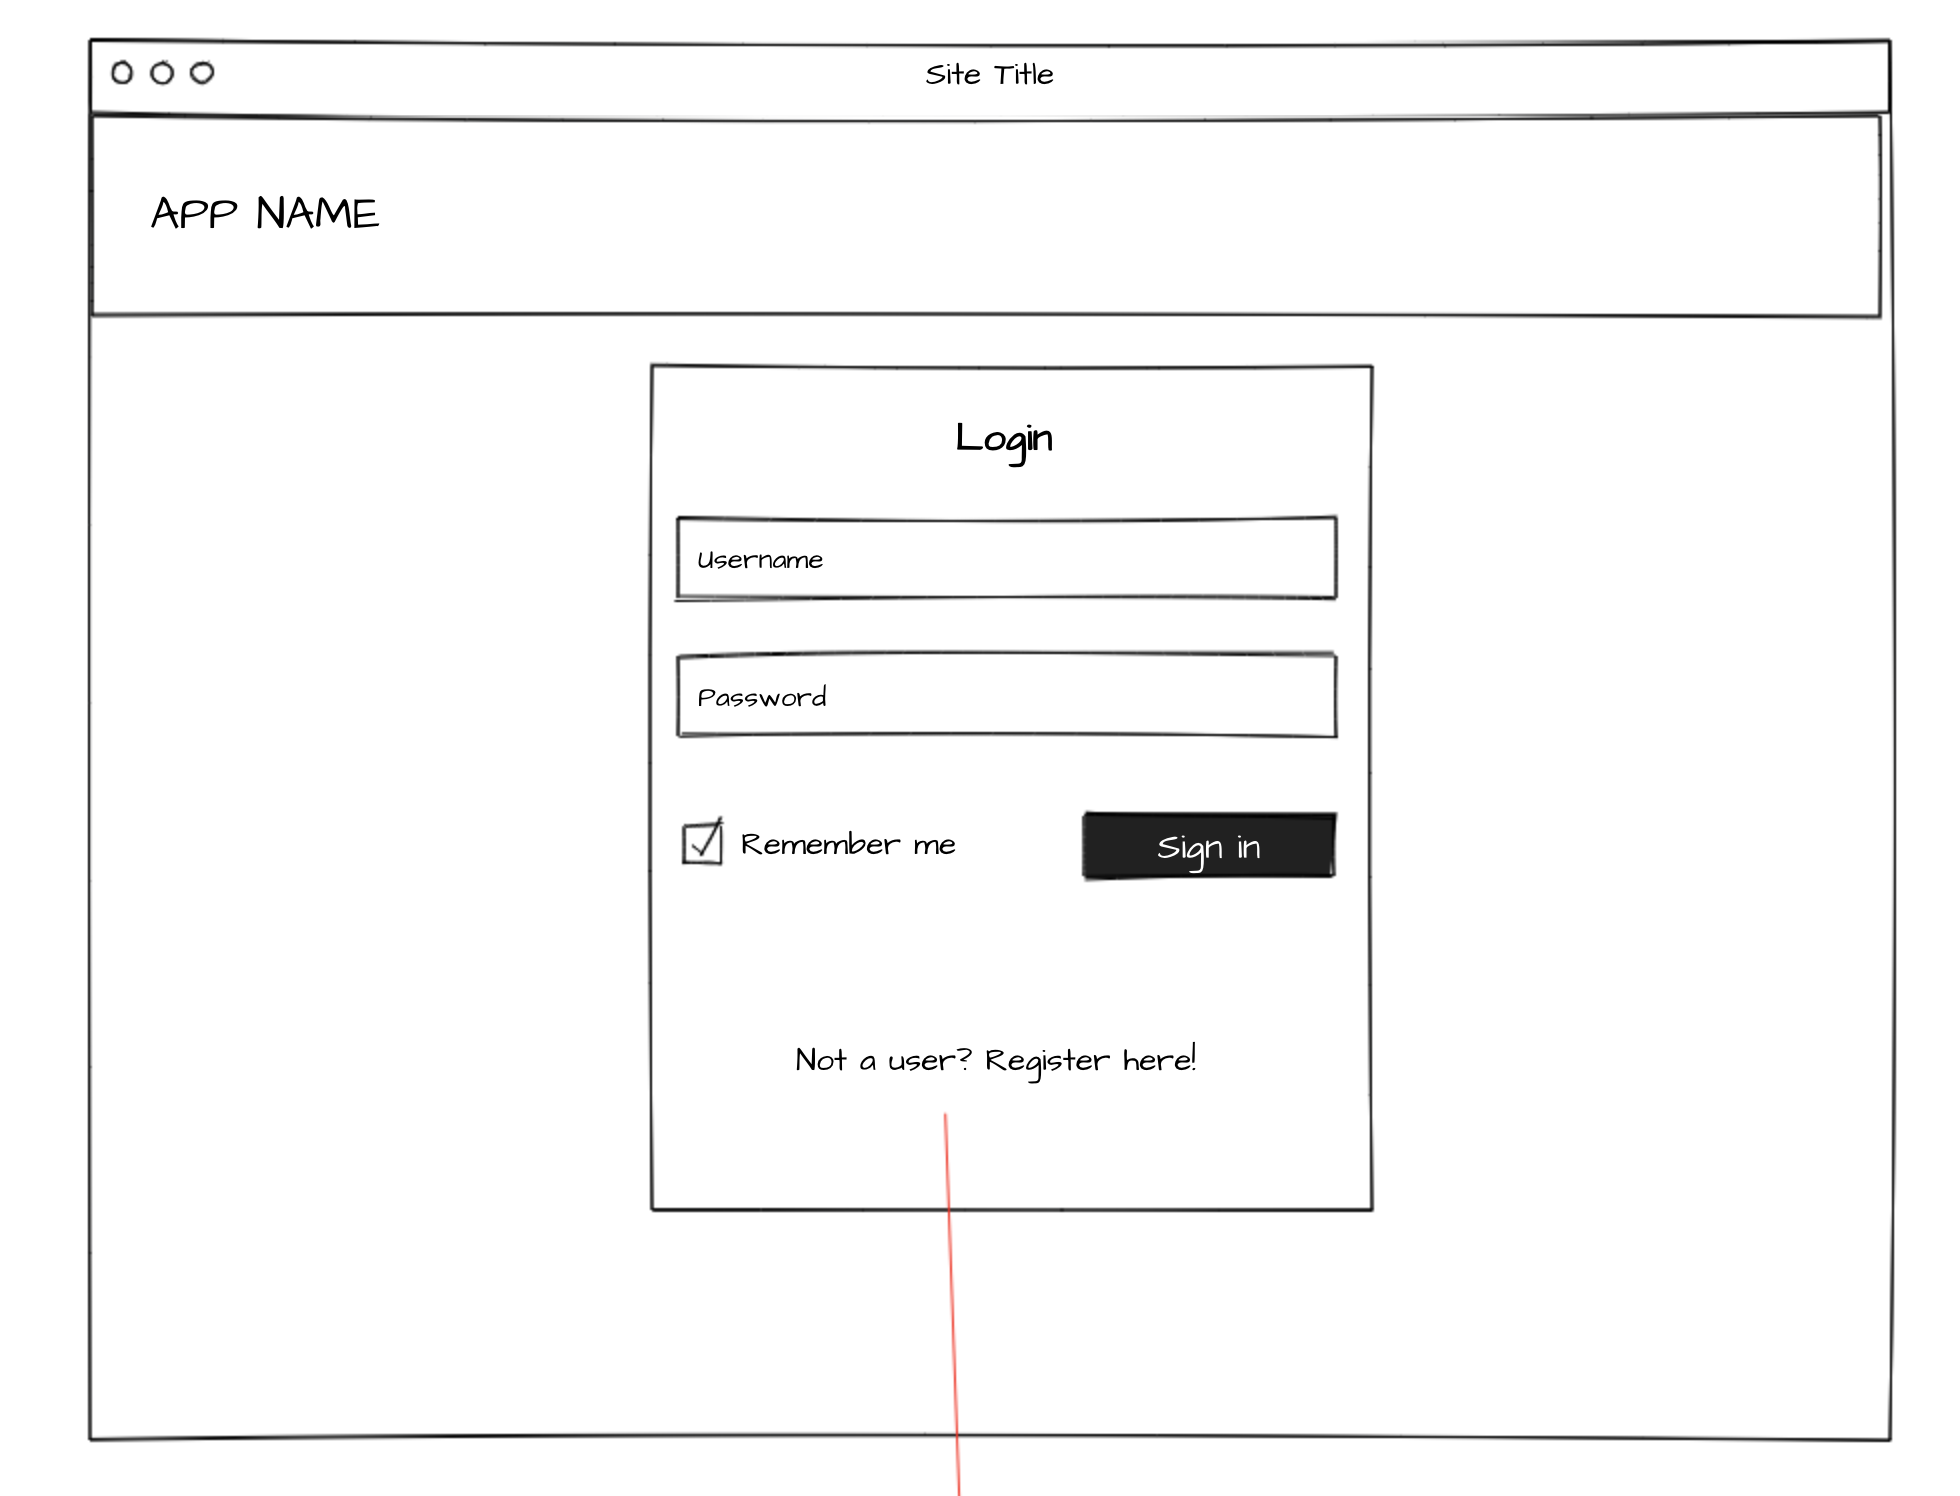 Site Title
APP NAME
Login
Username
Password
Remember me
Sign in
Not a user? Register here!